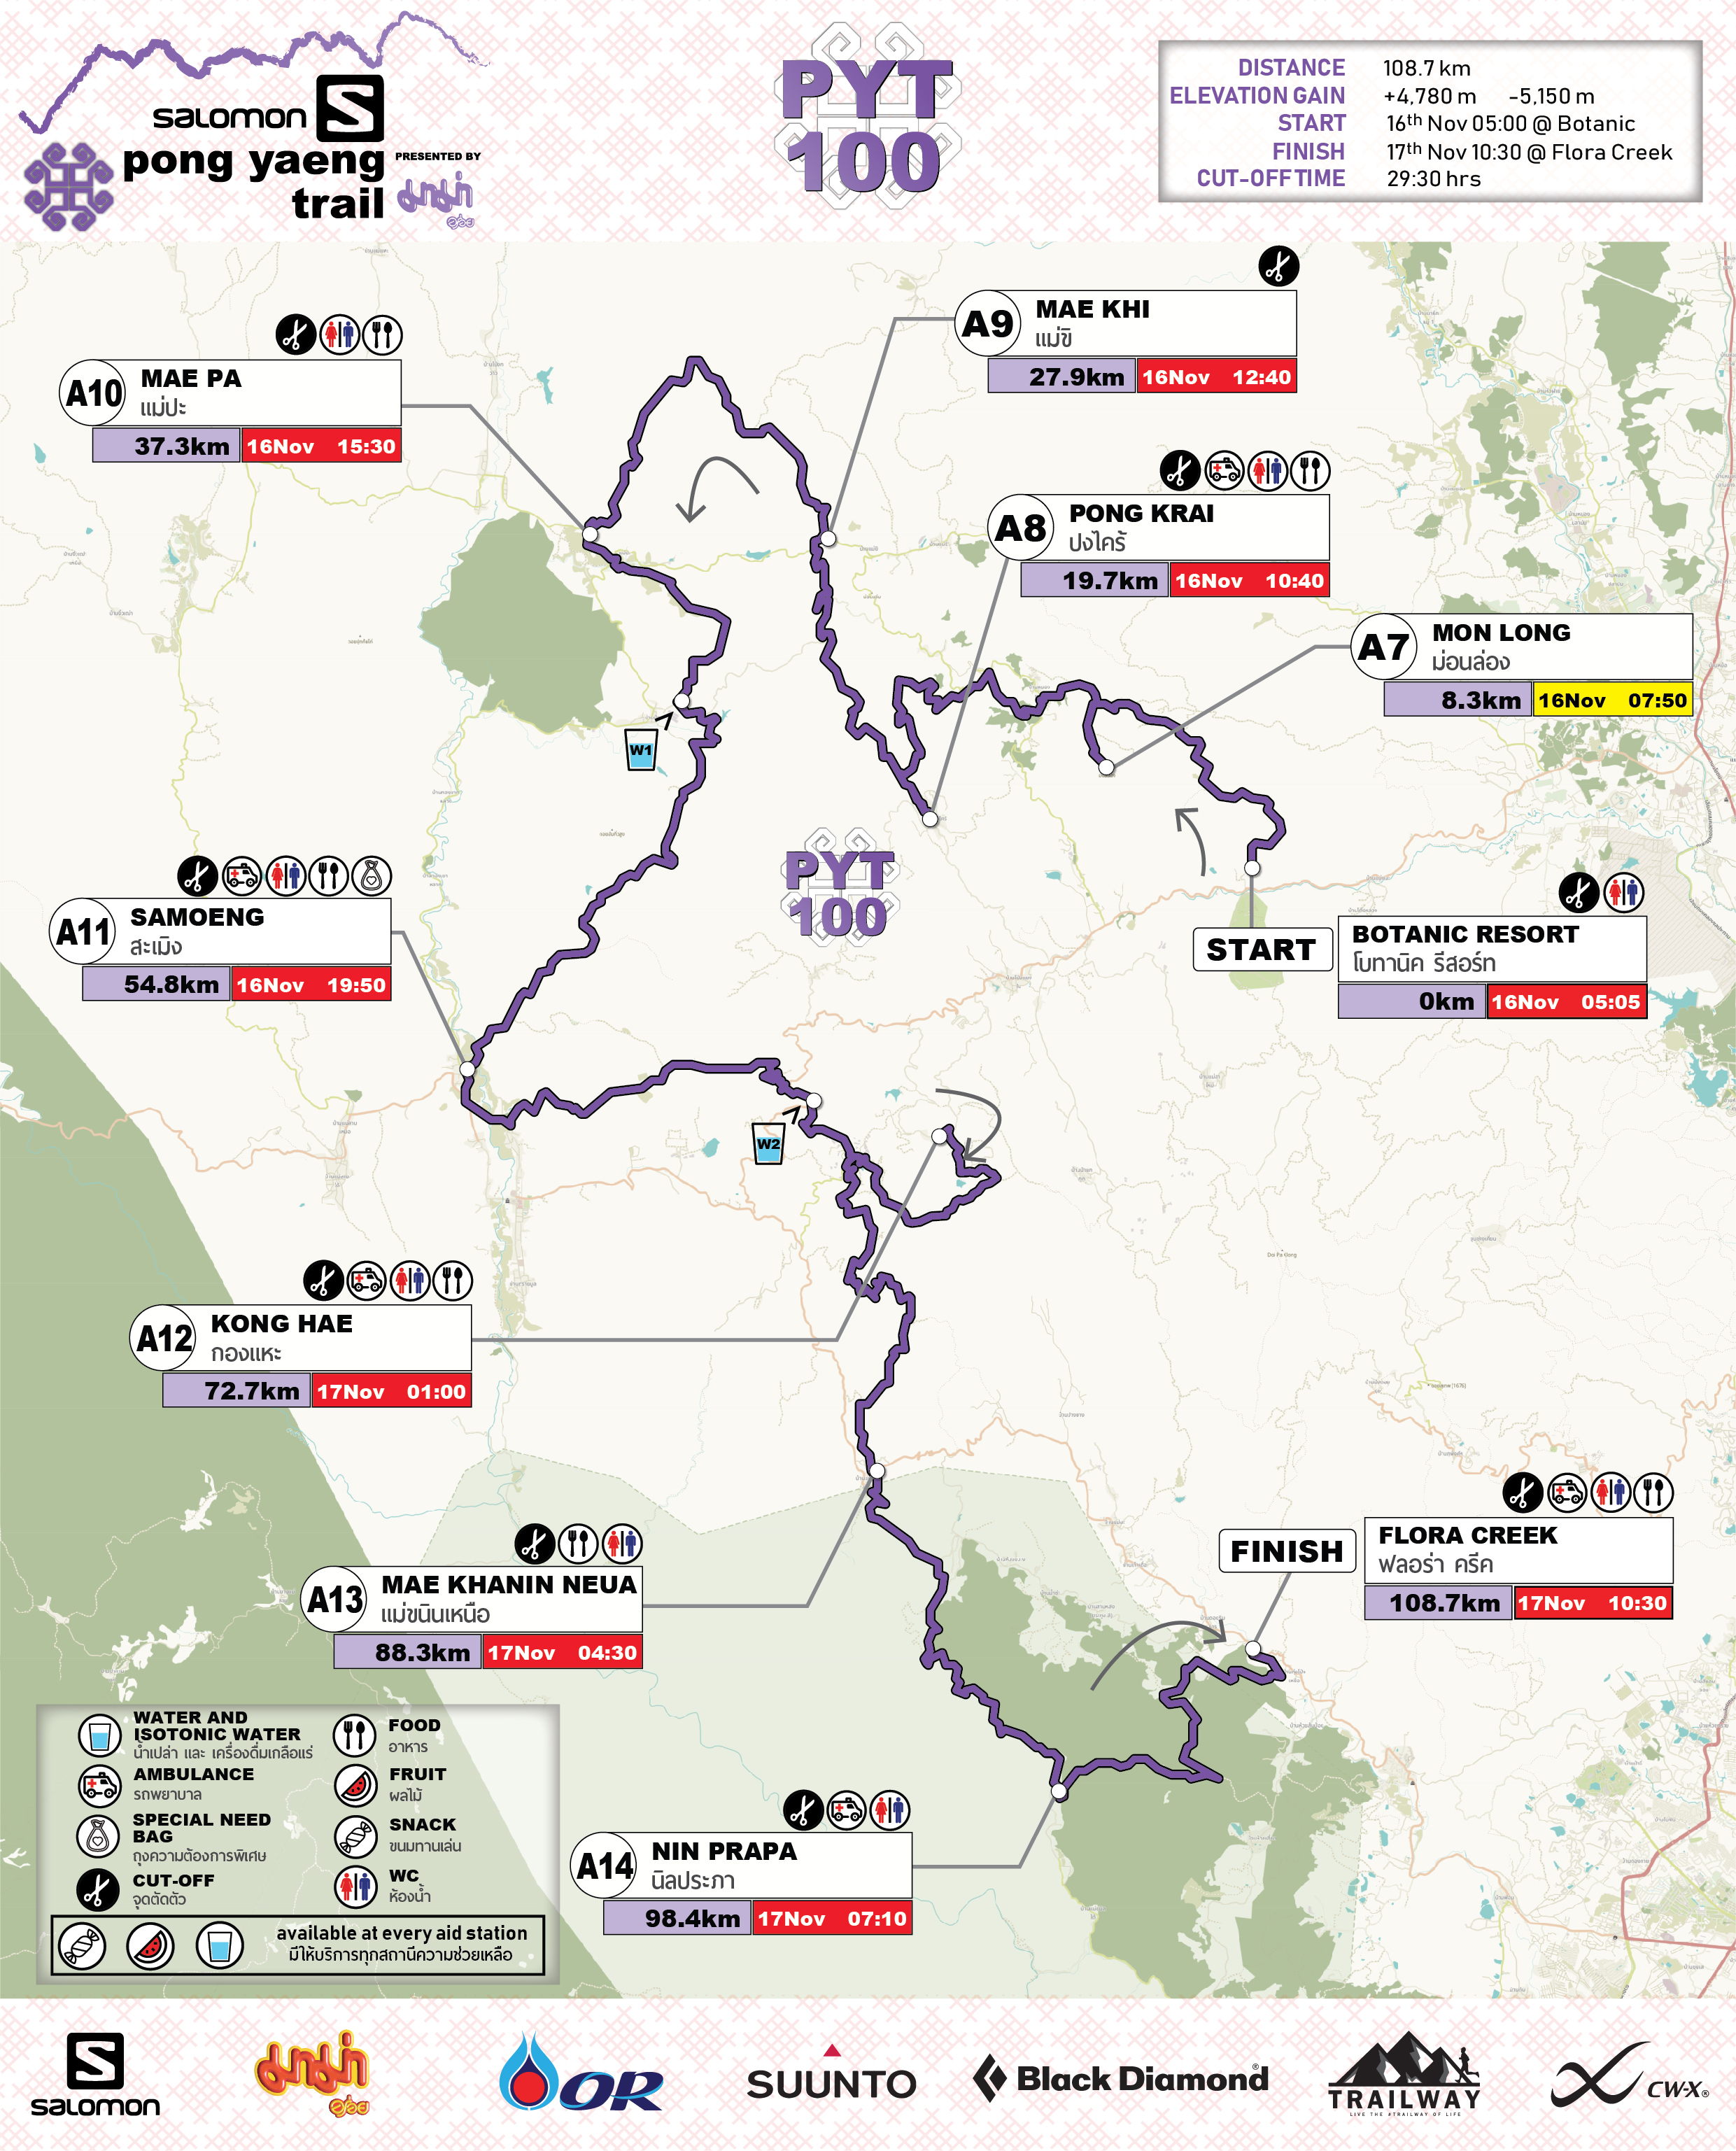 salomon
pong yaeng
trail
PRESENTED BY
PYT
100
DISTANCE 108.7 km
ELEVATION GAIN +4,780 m -5,150 m
START 16th Nov 05:00 @ Botanic
FINISH 17th Nov 10:30 @ Flora Creek
CUT-OFF TIME 29:30 hrs
A9 MAE KHI
แม่ขิ
27.9km 16Nov 12:40
A10 MAE PA
แม่ปะ
37.3km 16Nov 15:30
A8 PONG KRAI
ปงไคร้
19.7km 16Nov 10:40
A7 MON LONG
ม่อนล่อง
8.3km 16Nov 07:50
W1
PYT
100
A11 SAMOENG
สะเมิง
54.8km 16Nov 19:50
START
BOTANIC RESORT
โบทานิค รีสอร์ท
0km 16Nov 05:05
W2
A12 KONG HAE
กองแหะ
72.7km 17Nov 01:00
A13 MAE KHANIN NEUA
แม่ขนินเหนือ
88.3km 17Nov 04:30
FINISH
FLORA CREEK
ฟลอร่า ครีค
108.7km 17Nov 10:30
A14 NIN PRAPA
นิลประภา
98.4km 17Nov 07:10
WATER AND
ISOTONIC WATER
น้ำเปล่า และ เครื่องดื่มเกลือแร่
AMBULANCE
รถพยาบาล
SPECIAL NEED
BAG
ถุงความต้องการพิเศษ
CUT-OFF
จุดตัดตัว
FOOD
อาหาร
FRUIT
ผลไม้
SNACK
ขนมทานเล่น
WC
ห้องน้ำ
available at every aid station
มีให้บริการทุกสถานีความช่วยเหลือ
salomon
OR
SUUNTO
Black Diamond®
TRAILWAY
LIVE THE #TRAILWAY OF LIFE
CW-X®